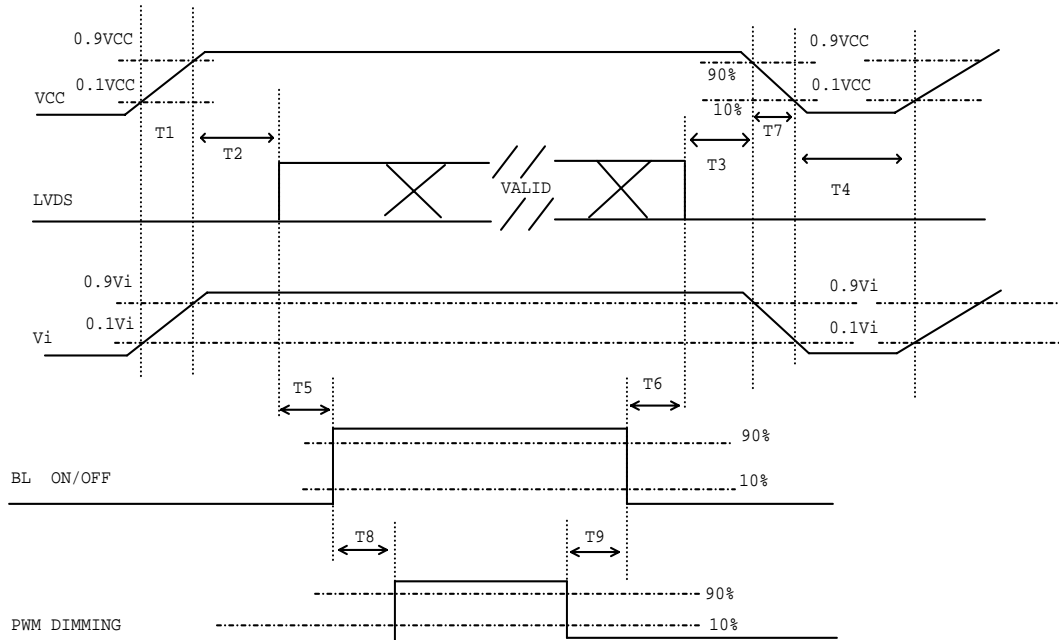 0.9VCC
0.9VCC
90%
0.1VCC
0.1VCC
VCC
10%
T1
T7
T2
T3
T4
LVDS
VALID
0.9Vi
0.9Vi
0.1Vi
0.1Vi
Vi
T5
T6
90%
BL ON/OFF
10%
T8
T9
90%
PWM DIMMING
10%